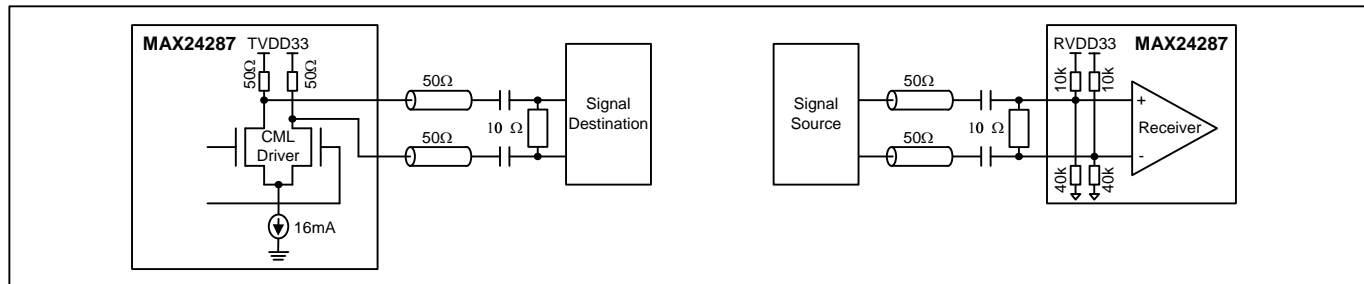 MAX24287
TVDD33
50Ω
50Ω
CML
Driver
16mA
50Ω
50Ω
10 Ω
Signal
Destination
Signal
Source
50Ω
50Ω
10 Ω
RVDD33
MAX24287
10k
10k
+
Receiver
-
40k
40k